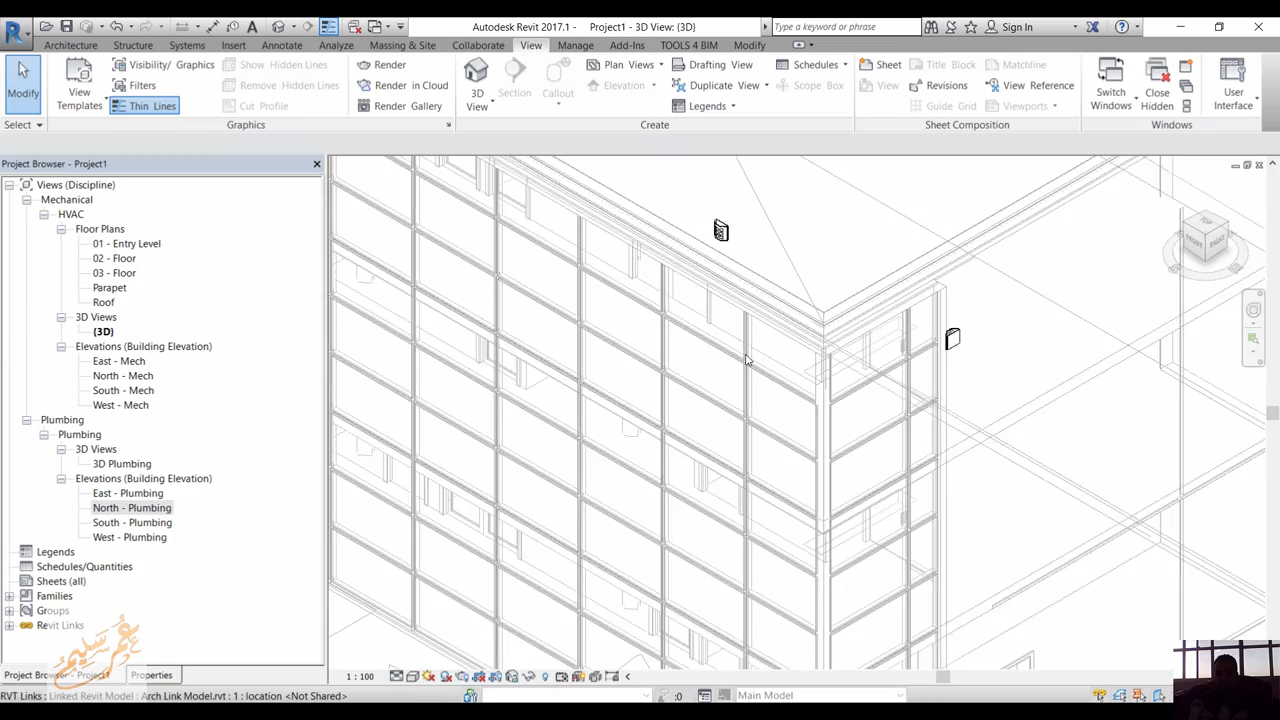 Autodesk Revit 2017.1 - Project1 - 3D View: {3D}
Type a keyword or phrase
Sign In
Architecture Structure Systems Insert Annotate Analyze Massing & Site Collaborate View Manage Add-Ins TOOLS 4 BIM Modify
Modify
Select
View Templates
Visibility/ Graphics
Filters
Thin Lines
Show Hidden Lines
Remove Hidden Lines
Cut Profile
Render
Render in Cloud
Render Gallery
Graphics
3D View
Section
Callout
Plan Views
Elevation
Drafting View
Duplicate View
Legends
Schedules
Scope Box
Create
Sheet
View
Title Block
Revisions
Guide Grid
Matchline
View Reference
Viewports
Sheet Composition
Switch Windows
Close Hidden
User Interface
Windows
Project Browser - Project1
Views (Discipline)
Mechanical
HVAC
Floor Plans
01 - Entry Level
02 - Floor
03 - Floor
Parapet
Roof
3D Views
{3D}
Elevations (Building Elevation)
East - Mech
North - Mech
South - Mech
West - Mech
Plumbing
Plumbing
3D Views
3D Plumbing
Elevations (Building Elevation)
East - Plumbing
North - Plumbing
South - Plumbing
West - Plumbing
Legends
Schedules/Quantities
Sheets (all)
Families
Groups
Revit Links
عمر سليم
Project Browser - Project1
Properties
TOP
FRONT
RIGHT
1 : 100
RVT Links : Linked Revit Model : Arch Link Model.rvt : 1 : location <Not Shared>
:0
Main Model